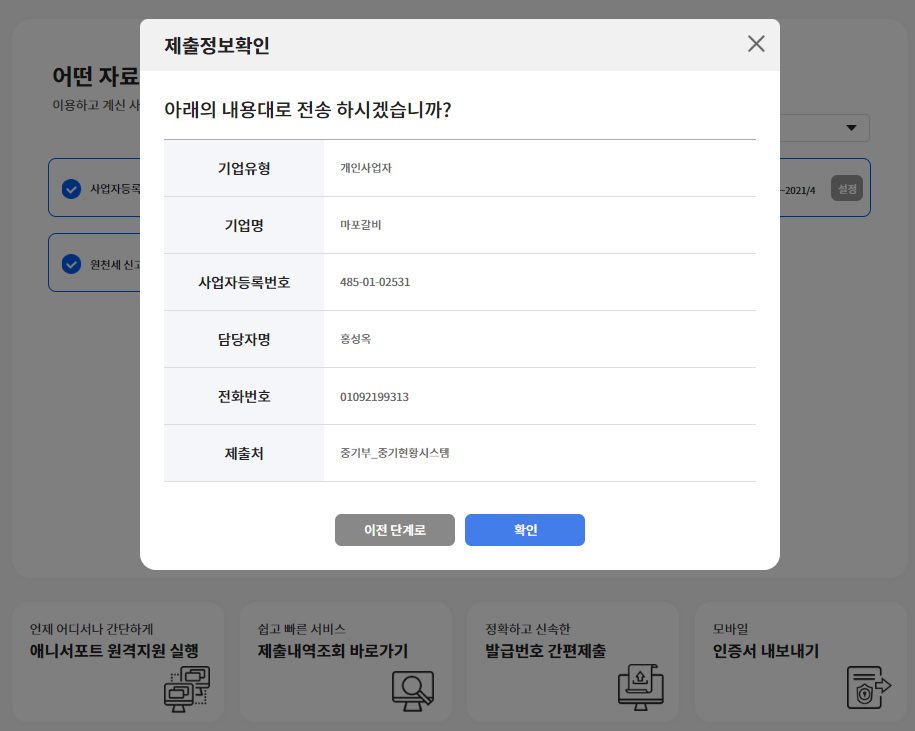 제출정보확인
어떤 자료
이용하고 계신 사
아래의 내용대로 전송 하시겠습니까?
사업자등록
~2021/4 설정
원천세 신고
기업유형 개인사업자
기업명 마포갈비
사업자등록번호 485-01-02531
담당자명 홍성옥
전화번호 01092199313
제출처 중기부_중기현황시스템
이전 단계로 확인
언제 어디서나 간단하게
애니서포트 원격지원 실행
쉽고 빠른 서비스
제출내역조회 바로가기
정확하고 신속한
발급번호 간편제출
모바일
인증서 내보내기